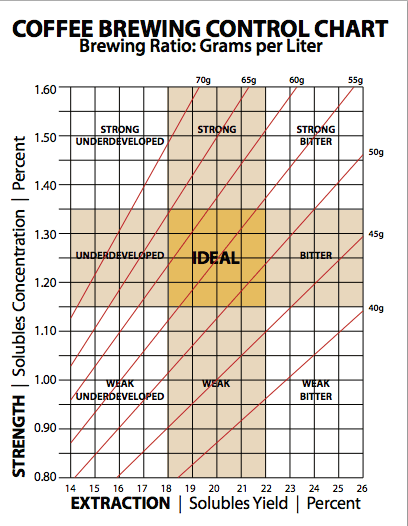 COFFEE BREWING CONTROL CHART
Brewing Ratio: Grams per Liter
70g 65g 60g 55g
1.60
STRONG UNDERDEVELOPED
STRONG
STRONG BITTER
1.50
50g
1.40
1.30
45g
UNDERDEVELOPED
IDEAL
BITTER
1.20
40g
1.10
1.00
WEAK UNDERDEVELOPED
WEAK
WEAK BITTER
0.90
0.80
STRENGTH | Solubles Concentration | Percent
14 15 16 17 18 19 20 21 22 23 24 25 26
EXTRACTION | Solubles Yield | Percent